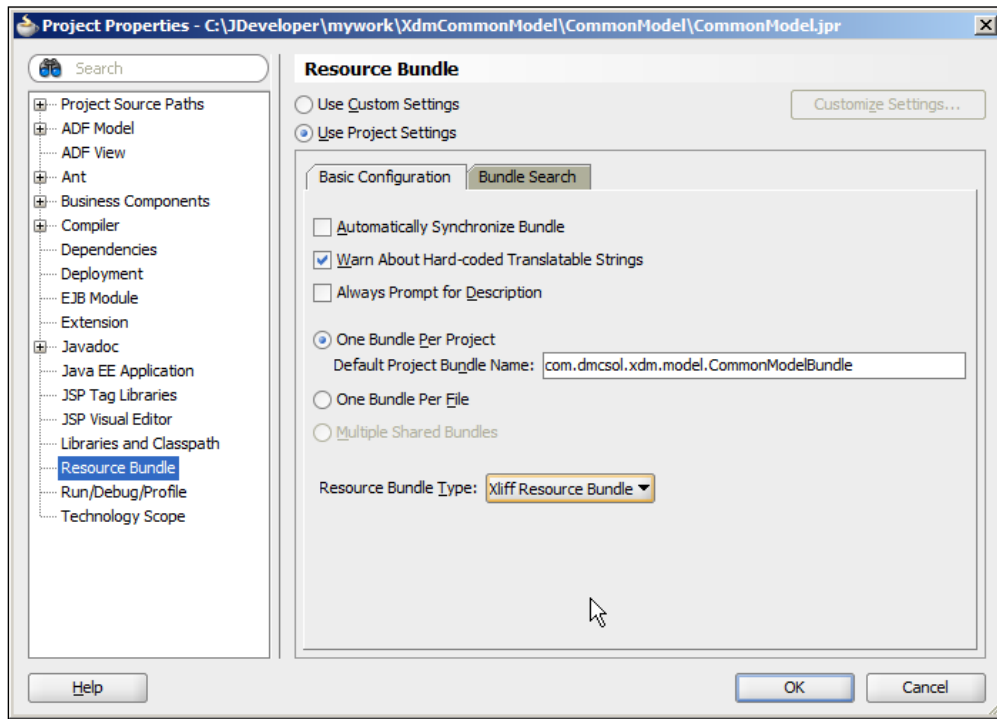 Project Properties - C:\JDeveloper\mywork\XdmCommonModel\CommonModel\CommonModel.jpr
Search
Project Source Paths
ADF Model
ADF View
Ant
Business Components
Compiler
Dependencies
Deployment
EJB Module
Extension
Javadoc
Java EE Application
JSP Tag Libraries
JSP Visual Editor
Libraries and Classpath
Resource Bundle
Run/Debug/Profile
Technology Scope
Resource Bundle
Use Custom Settings
Customize Settings...
Use Project Settings
Basic Configuration
Bundle Search
Automatically Synchronize Bundle
Warn About Hard-coded Translatable Strings
Always Prompt for Description
One Bundle Per Project
Default Project Bundle Name: com.dmcsol.xdm.model.CommonModelBundle
One Bundle Per File
Multiple Shared Bundles
Resource Bundle Type: Xliff Resource Bundle
Help
OK
Cancel